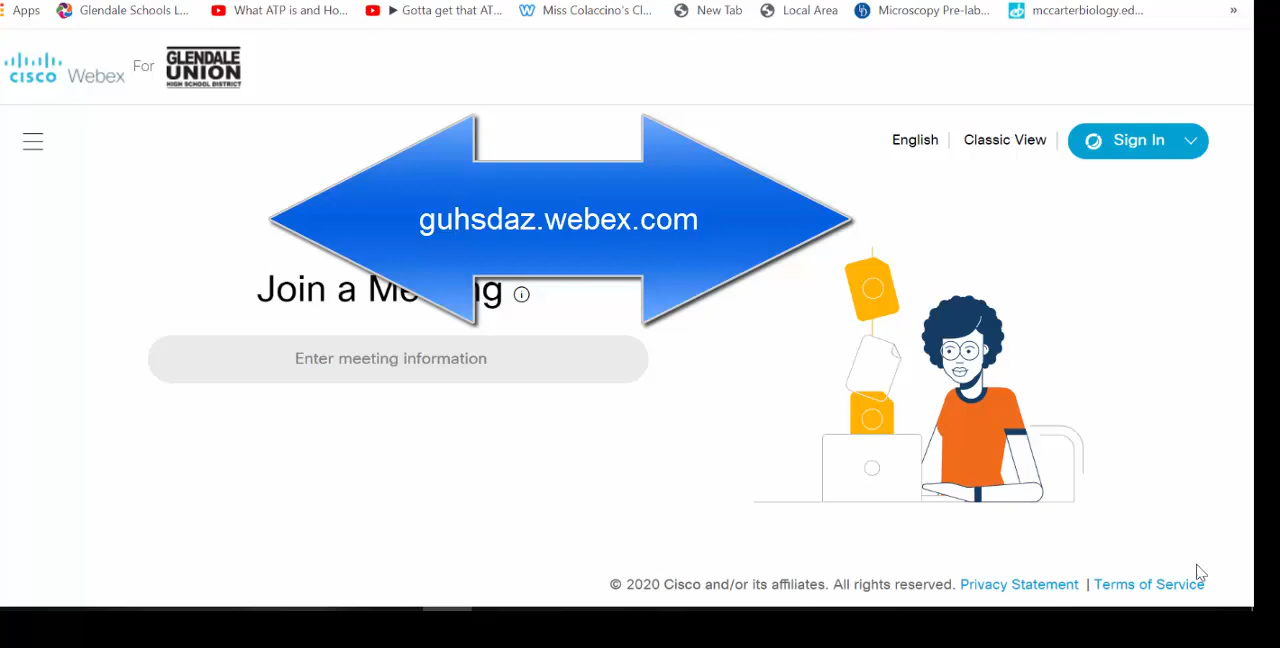 Apps Glendale Schools L... What ATP is and Ho... ▶ Gotta get that AT... Miss Colaccino's Cl... New Tab Local Area Microscopy Pre-lab... mccarterbiology.ed... »
CISCO Webex For GLENDALE UNION HIGH SCHOOL DISTRICT
English Classic View Sign In
guhsdaz.webex.com
Join a Me ng
Enter meeting information
© 2020 Cisco and/or its affiliates. All rights reserved. Privacy Statement | Terms of Service